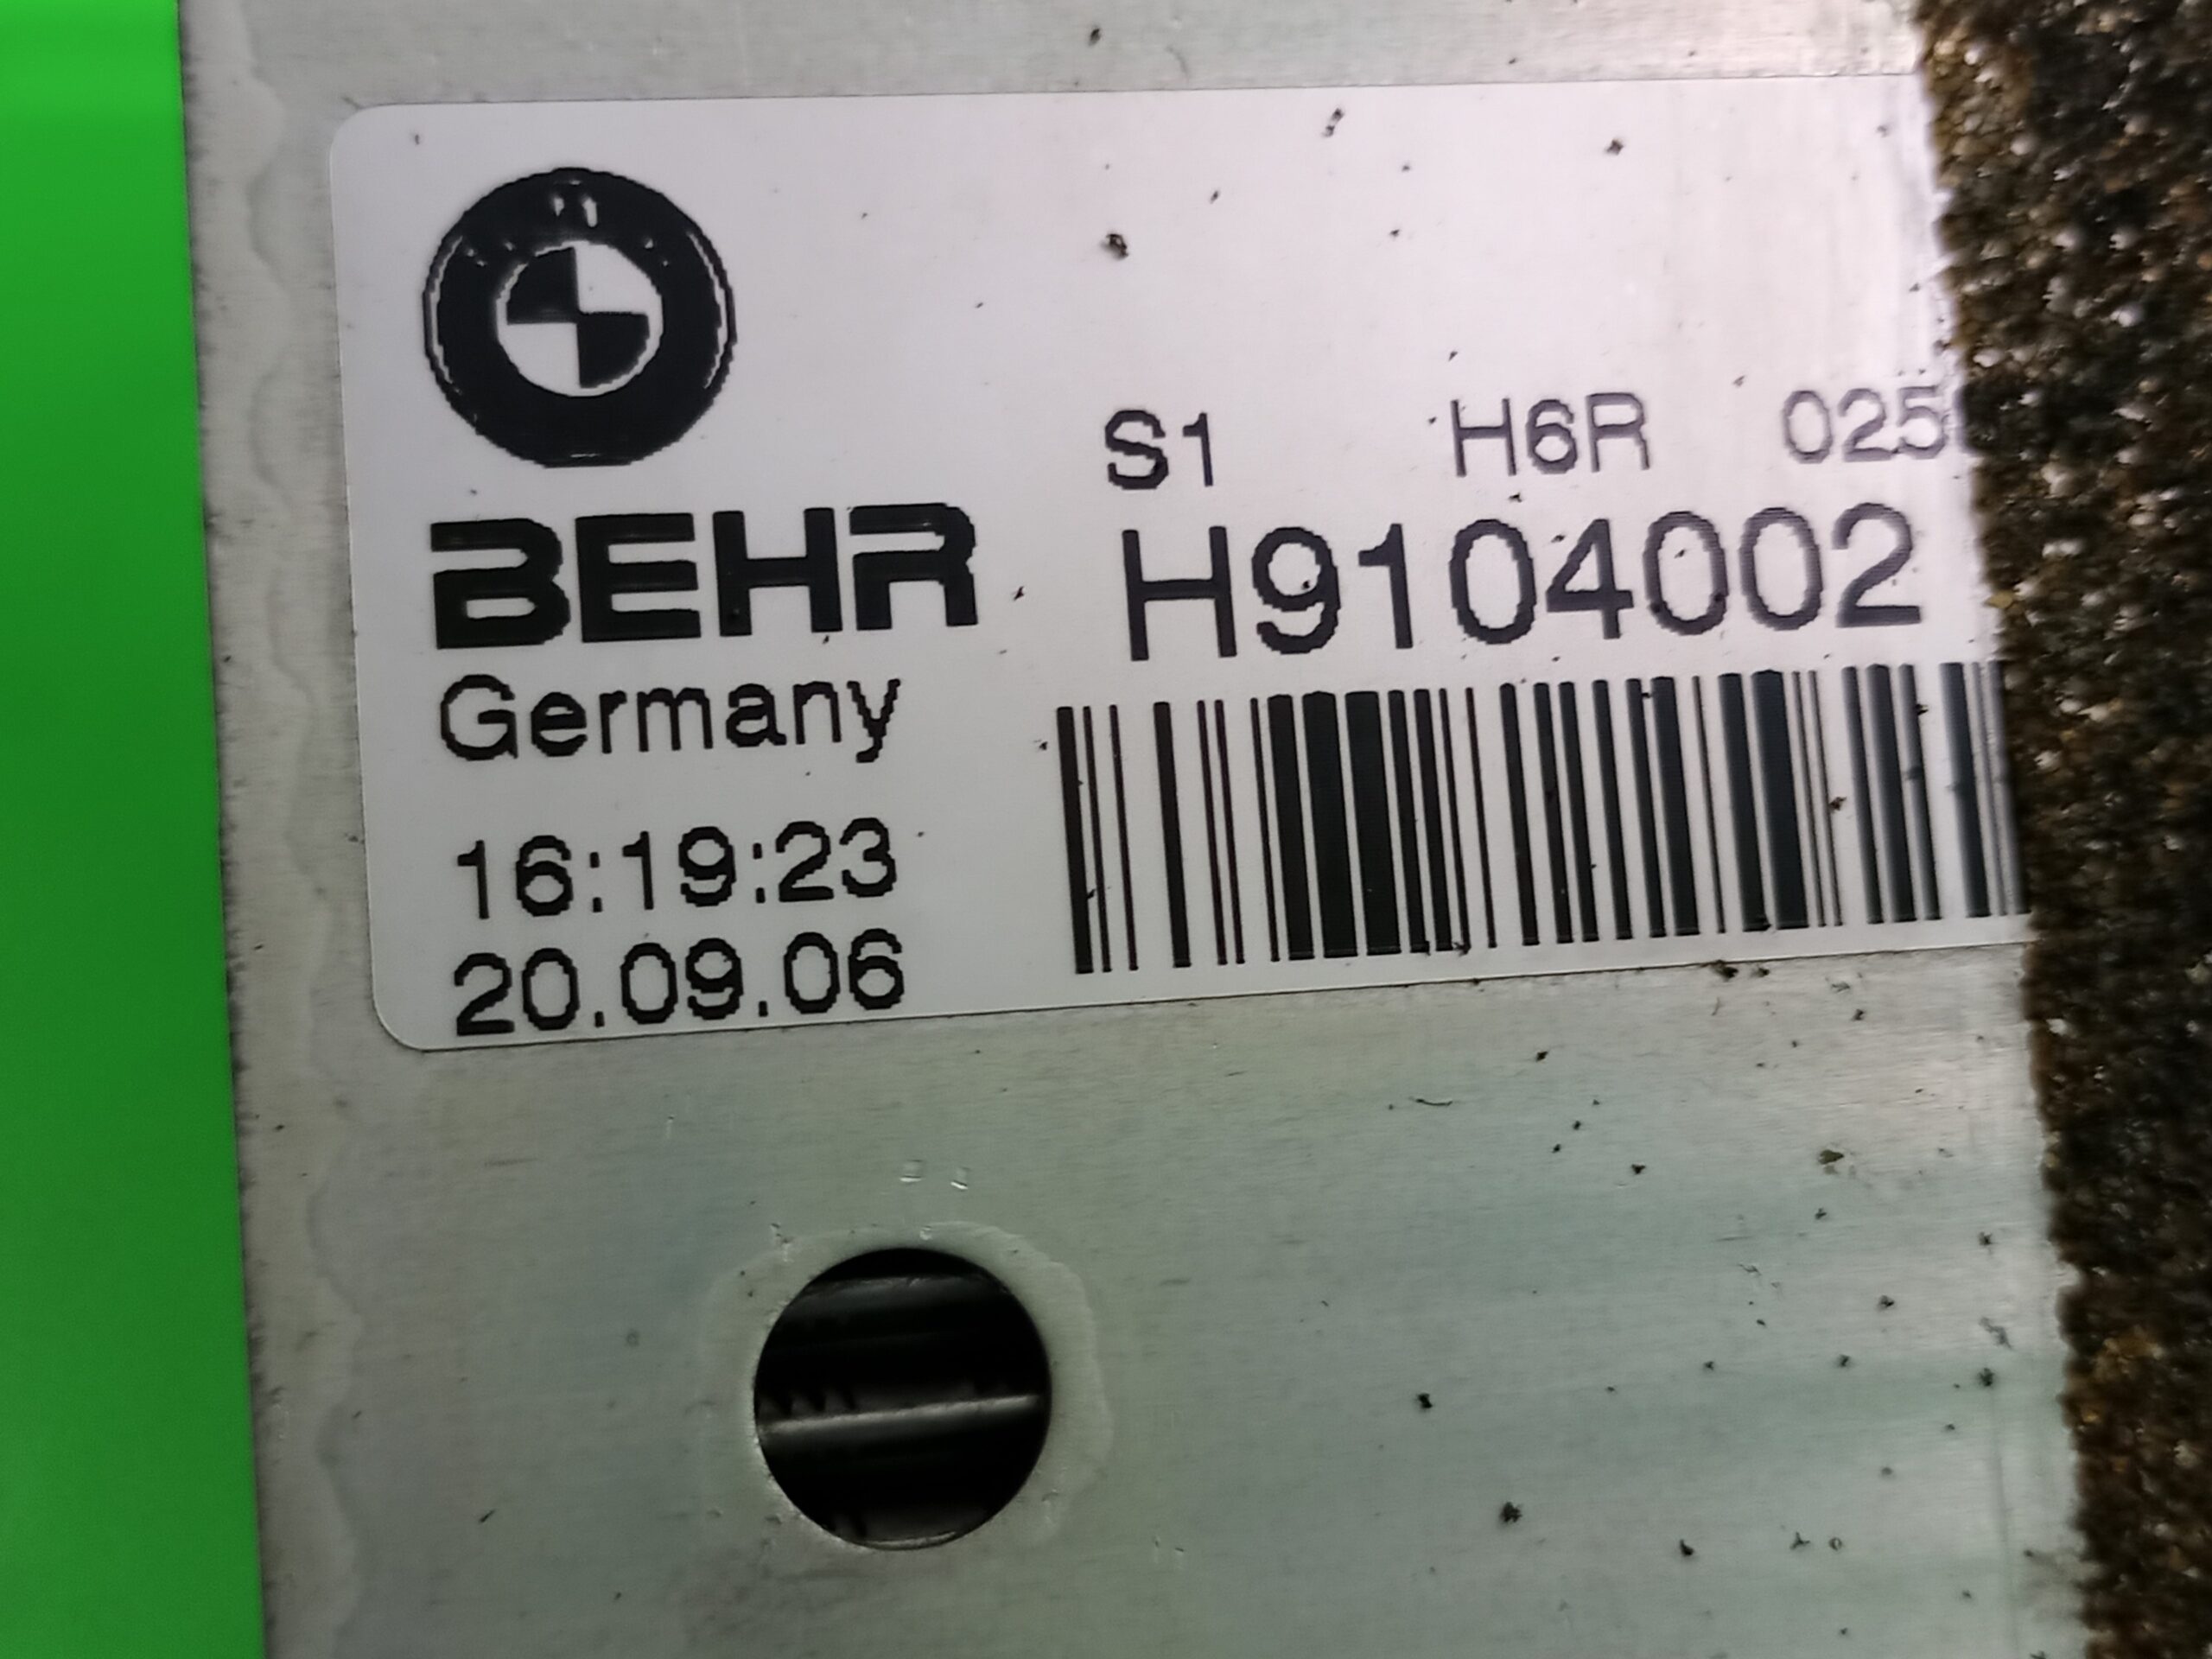 S1 H6R 025
BEHR H9104002
Germany
16:19:23
20.09.06